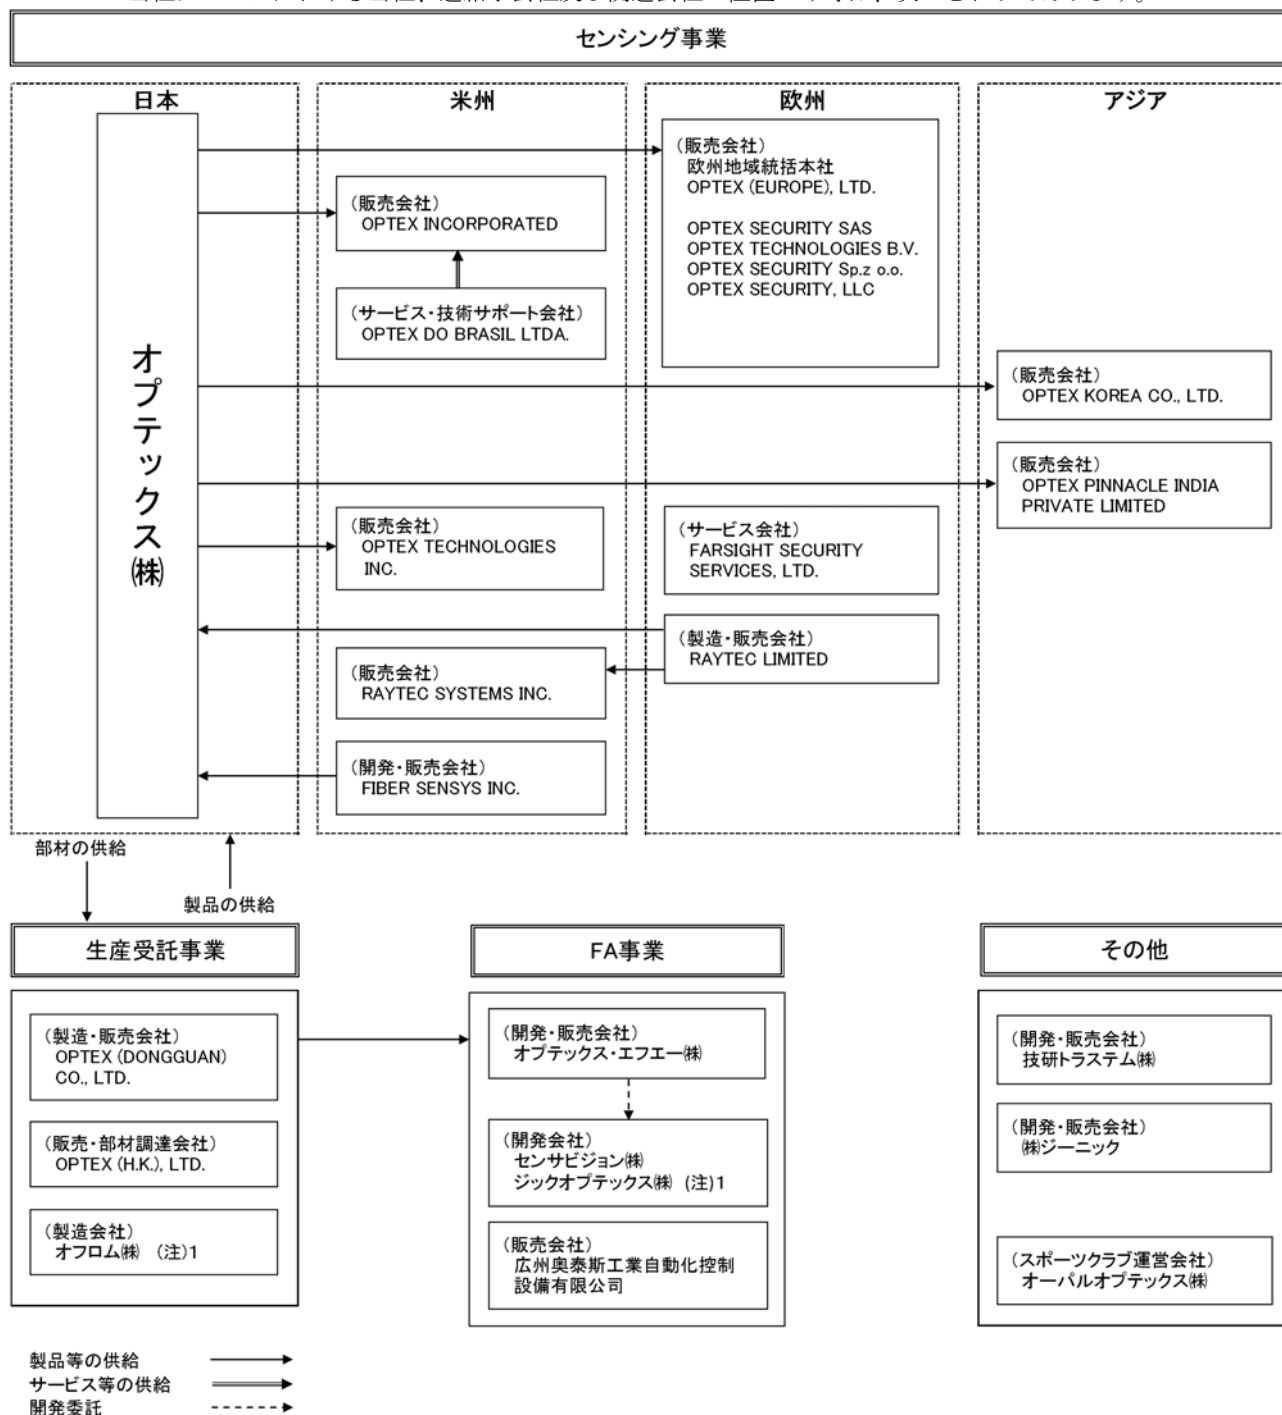 センシング事業
日本
米州
欧州
アジア
オプテックス㈱
(販売会社)
OPTEX INCORPORATED
(サービス・技術サポート会社)
OPTEX DO BRASIL LTDA.
(販売会社)
欧州地域統括本社
OPTEX (EUROPE), LTD.
OPTEX SECURITY SAS
OPTEX TECHNOLOGIES B.V.
OPTEX SECURITY Sp.z o.o.
OPTEX SECURITY, LLC
(販売会社)
OPTEX KOREA CO., LTD.
(販売会社)
OPTEX PINNACLE INDIA
PRIVATE LIMITED
(販売会社)
OPTEX TECHNOLOGIES
INC.
(サービス会社)
FARSIGHT SECURITY
SERVICES, LTD.
(製造・販売会社)
RAYTEC LIMITED
(販売会社)
RAYTEC SYSTEMS INC.
(開発・販売会社)
FIBER SENSYS INC.
部材の供給
製品の供給
生産受託事業
(製造・販売会社)
OPTEX (DONGGUAN)
CO., LTD.
(販売・部材調達会社)
OPTEX (H.K.), LTD.
(製造会社)
オフロム㈱ (注)1
FA事業
(開発・販売会社)
オプテックス・エフエー㈱
(開発会社)
センサビジョン㈱
ジックオプテックス㈱ (注)1
(販売会社)
広州奥泰斯工業自動化控制
設備有限公司
その他
(開発・販売会社)
技研トラステム㈱
(開発・販売会社)
㈱ジーニック
(スポーツクラブ運営会社)
オーパルオプテックス㈱
製品等の供給
サービス等の供給
開発委託